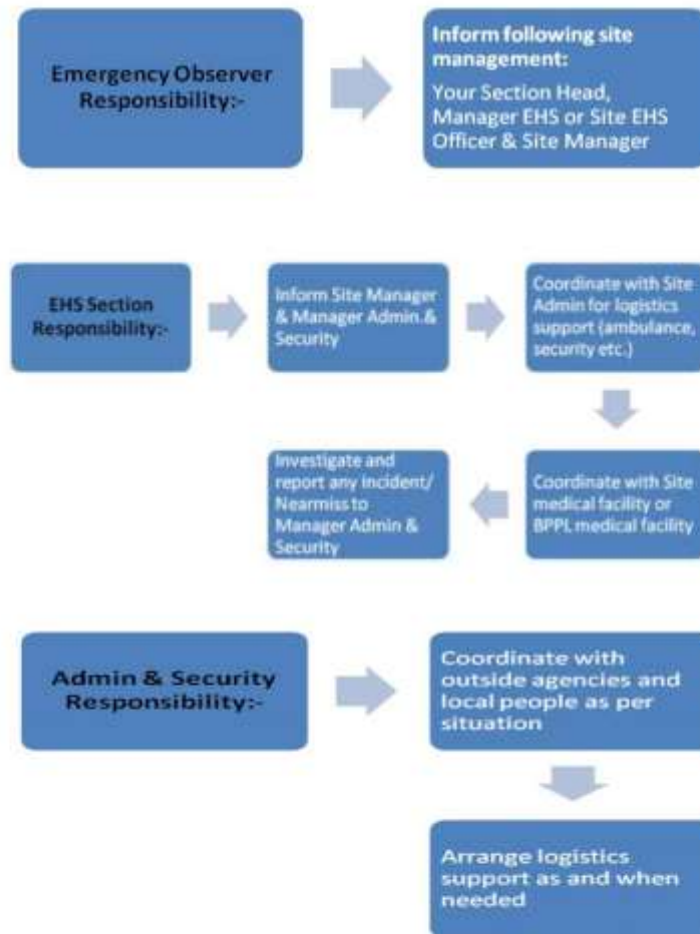 Emergency Observer
Responsibility:-
Inform following site
management:
Your Section Head,
Manager EHS or Site EHS
Officer & Site Manager
EHS Section
Responsibility:-
Inform Site Manager
& Manager Admin &
Security
Coordinate with Site
Admin for logistics
support (ambulance,
security etc.)
Coordinate with Site
medical facility or
BPPL medical facility
Investigate and
report any incident/
Nearmiss to
Manager Admin &
Security
Admin & Security
Responsibility:-
Coordinate with
outside agencies and
local people as per
situation
Arrange logistics
support as and when
needed